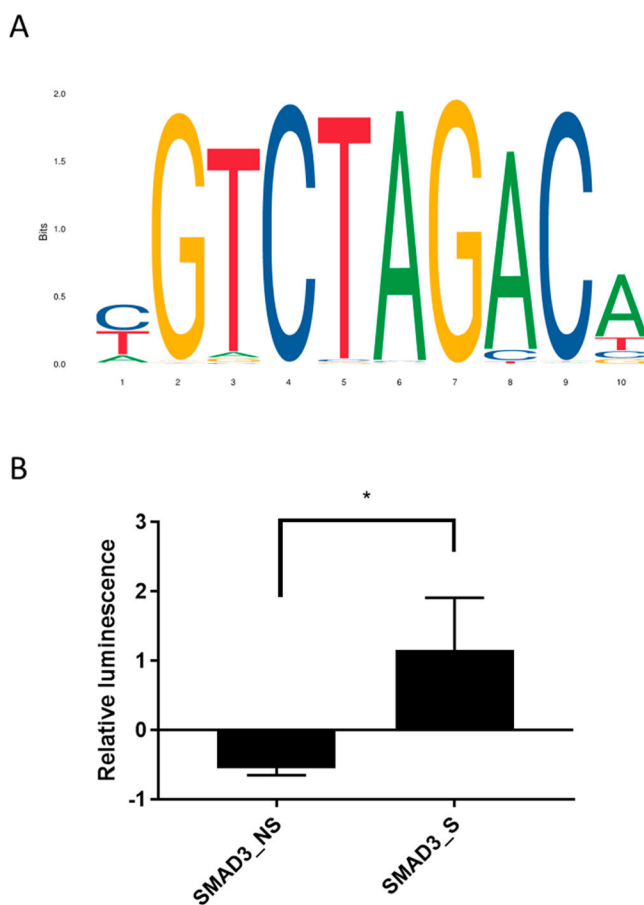 A
2.0
1.5
1.0
0.5
0.0
Bits
C G T C T A G A C A
T A C T
A C
G
1 2 3 4 5 6 7 8 9 10
B
*
3
2
1
0
-1
Relative luminescence
SMAD3_NS
SMAD3_S